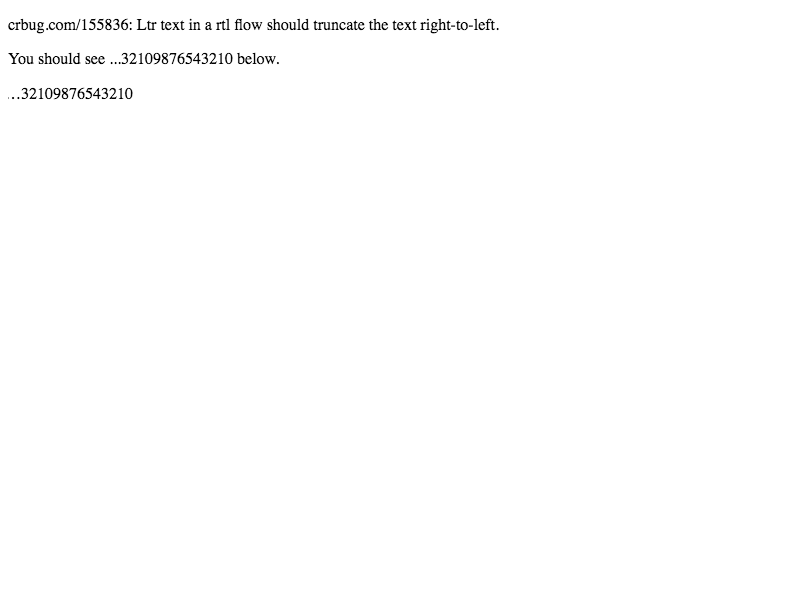 crbug.com/155836: Ltr text in a rtl flow should truncate the text right-to-left.
You should see ...32109876543210 below.
…32109876543210